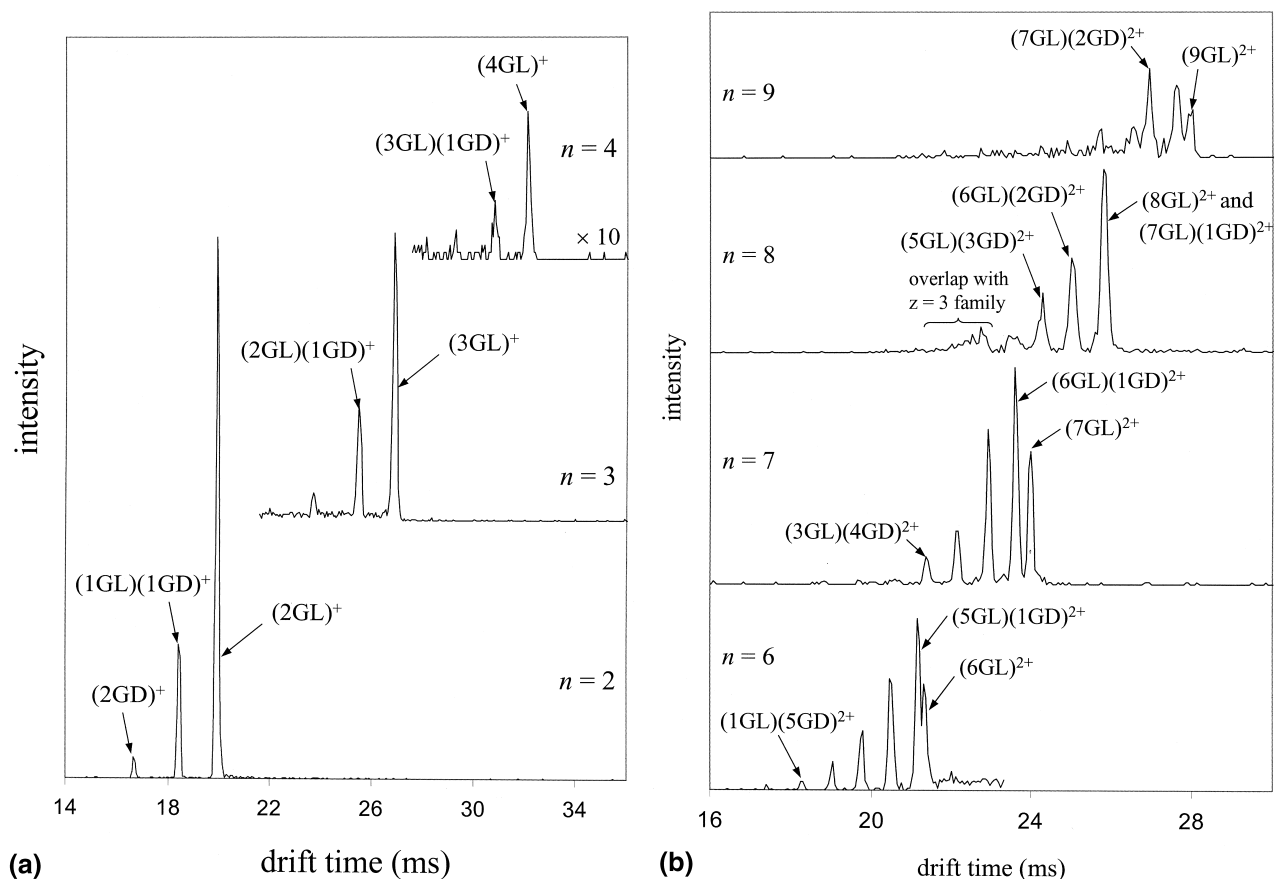 (4GL)⁺
(3GL)(1GD)⁺
n = 4
× 10
(2GL)(1GD)⁺
(3GL)⁺
n = 3
(1GL)(1GD)⁺
(2GL)⁺
(2GD)⁺
n = 2
intensity
14 18 22 26 30 34
(a) drift time (ms)
(7GL)(2GD)²⁺
(9GL)²⁺
n = 9
(6GL)(2GD)²⁺
(8GL)²⁺ and
(7GL)(1GD)²⁺
(5GL)(3GD)²⁺
n = 8
overlap with
z = 3 family
(6GL)(1GD)²⁺
(7GL)²⁺
n = 7
(3GL)(4GD)²⁺
(5GL)(1GD)²⁺
n = 6
(6GL)²⁺
(1GL)(5GD)²⁺
intensity
16 20 24 28
(b) drift time (ms)